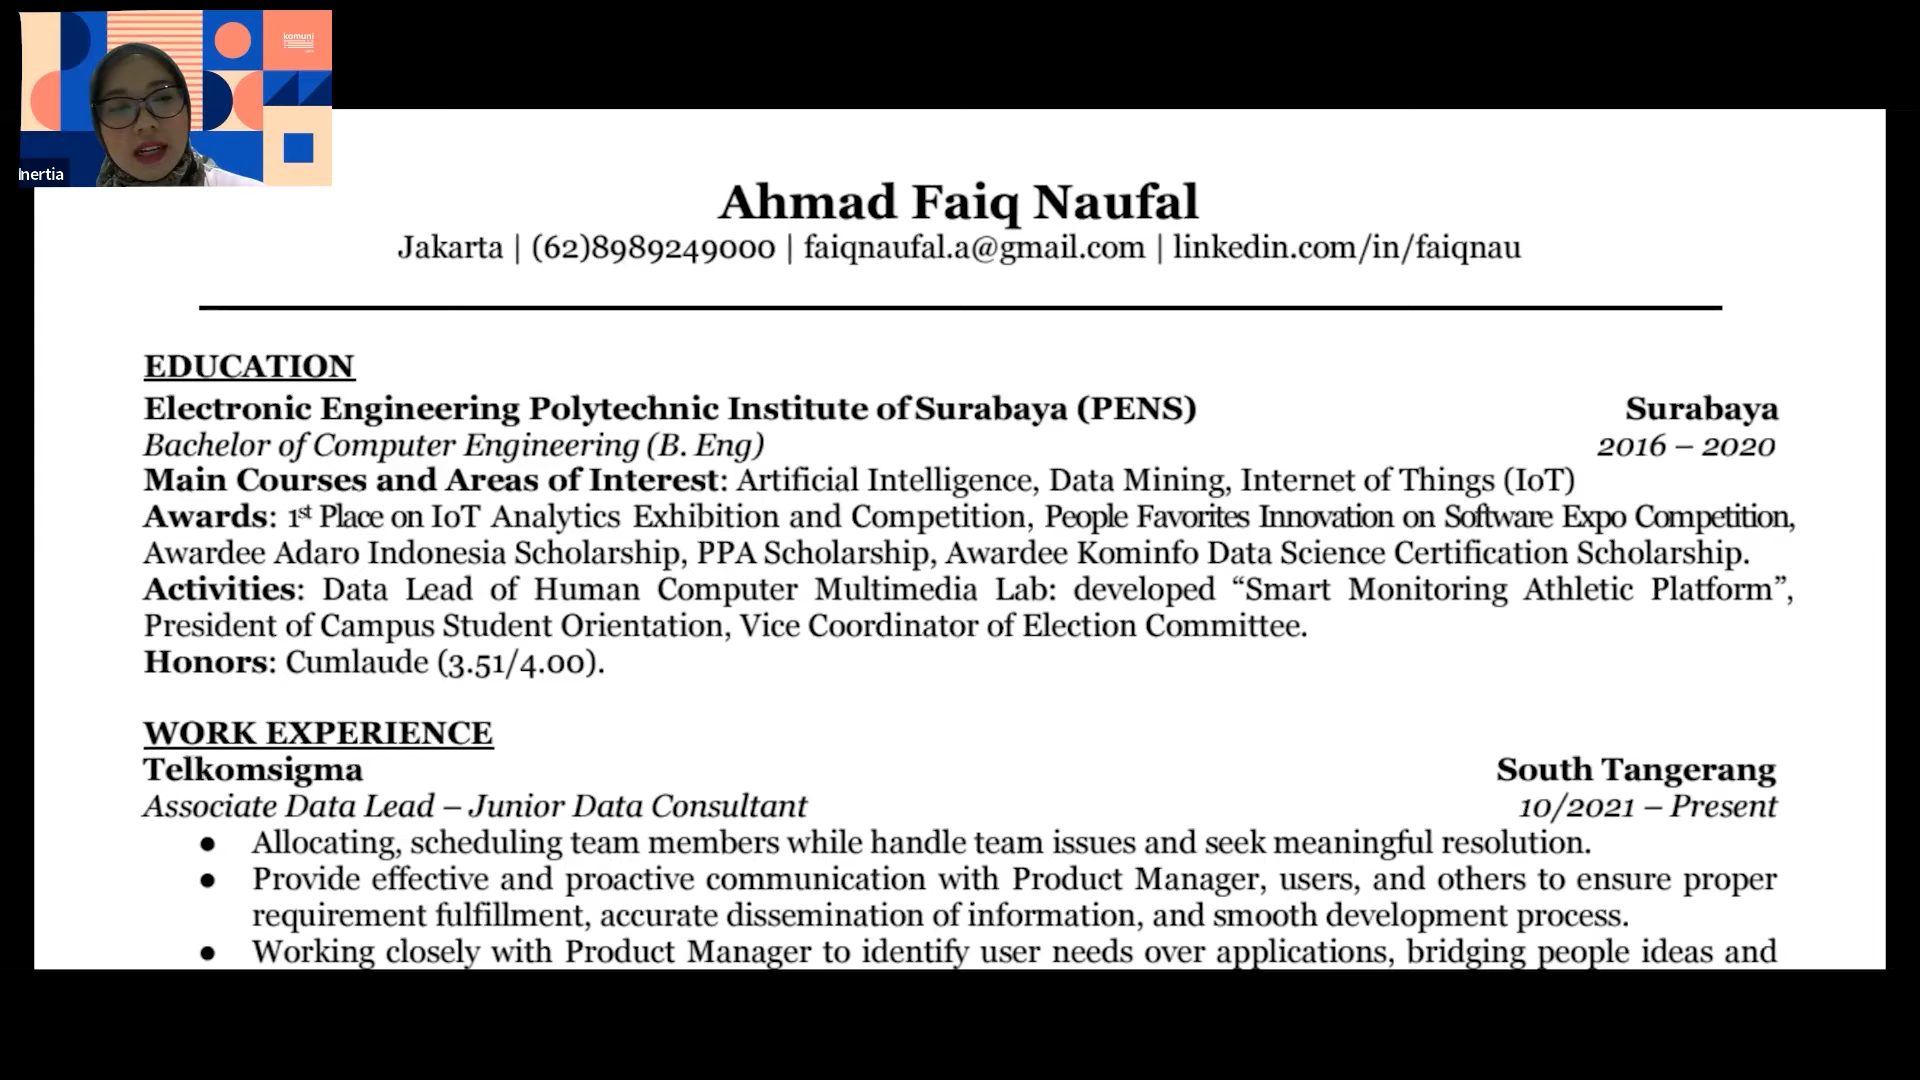 komuni
Inertia
Ahmad Faiq Naufal
Jakarta | (62)8989249000 | faiqnaufal.a@gmail.com | linkedin.com/in/faiqnau
EDUCATION
Electronic Engineering Polytechnic Institute of Surabaya (PENS) Surabaya
Bachelor of Computer Engineering (B. Eng) 2016 – 2020
Main Courses and Areas of Interest: Artificial Intelligence, Data Mining, Internet of Things (IoT)
Awards: 1st Place on IoT Analytics Exhibition and Competition, People Favorites Innovation on Software Expo Competition,
Awardee Adaro Indonesia Scholarship, PPA Scholarship, Awardee Kominfo Data Science Certification Scholarship.
Activities: Data Lead of Human Computer Multimedia Lab: developed “Smart Monitoring Athletic Platform”,
President of Campus Student Orientation, Vice Coordinator of Election Committee.
Honors: Cumlaude (3.51/4.00).
WORK EXPERIENCE
Telkomsigma South Tangerang
Associate Data Lead – Junior Data Consultant 10/2021 – Present
● Allocating, scheduling team members while handle team issues and seek meaningful resolution.
● Provide effective and proactive communication with Product Manager, users, and others to ensure proper
requirement fulfillment, accurate dissemination of information, and smooth development process.
● Working closely with Product Manager to identify user needs over applications, bridging people ideas and